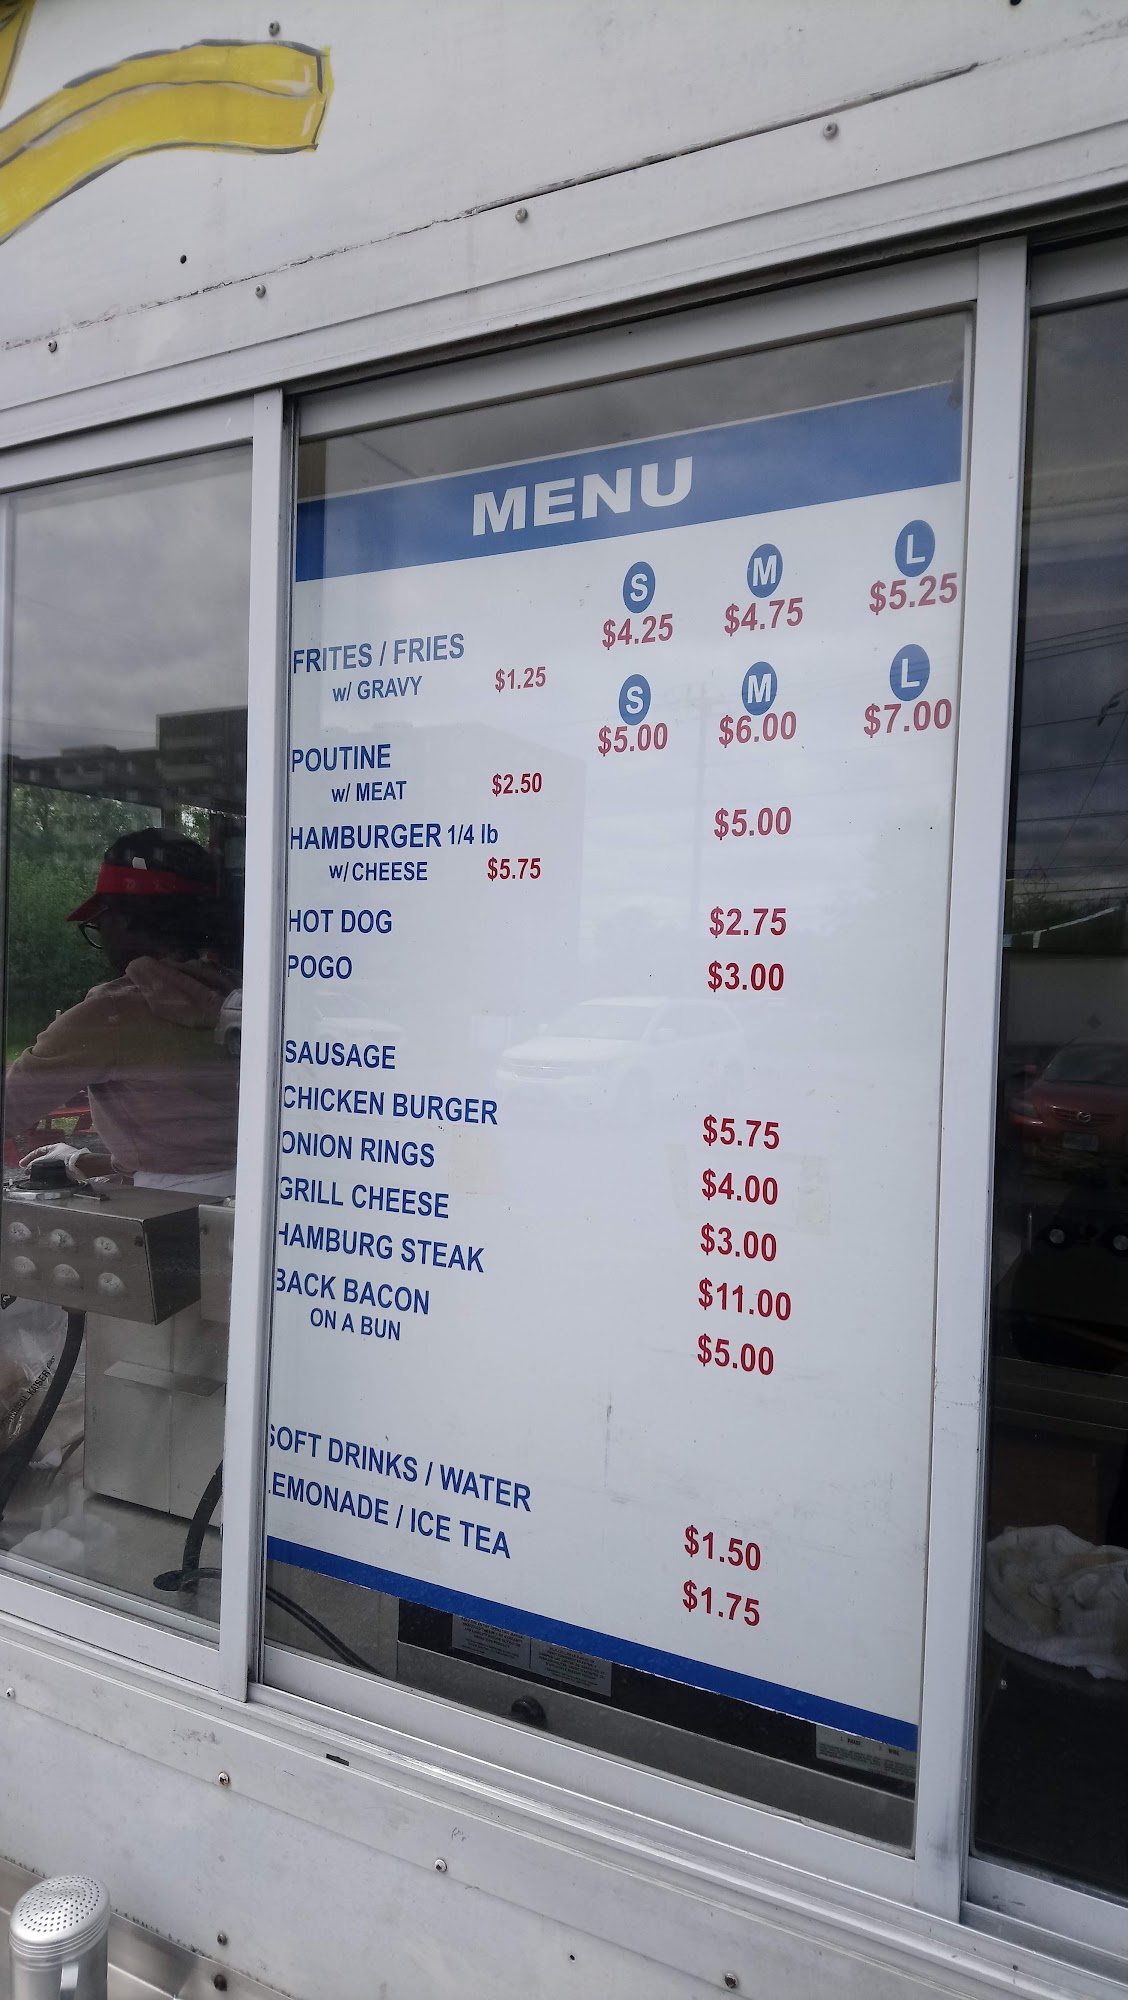 MENU
S M L
FRITES / FRIES $4.25 $4.75 $5.25
w/ GRAVY $1.25
S M L
POUTINE $5.00 $6.00 $7.00
w/ MEAT $2.50
HAMBURGER 1/4 lb $5.00
w/ CHEESE $5.75
HOT DOG $2.75
POGO $3.00
SAUSAGE
CHICKEN BURGER $5.75
ONION RINGS $4.00
GRILL CHEESE $3.00
HAMBURG STEAK $11.00
BACK BACON $5.00
ON A BUN
SOFT DRINKS / WATER $1.50
LEMONADE / ICE TEA $1.75